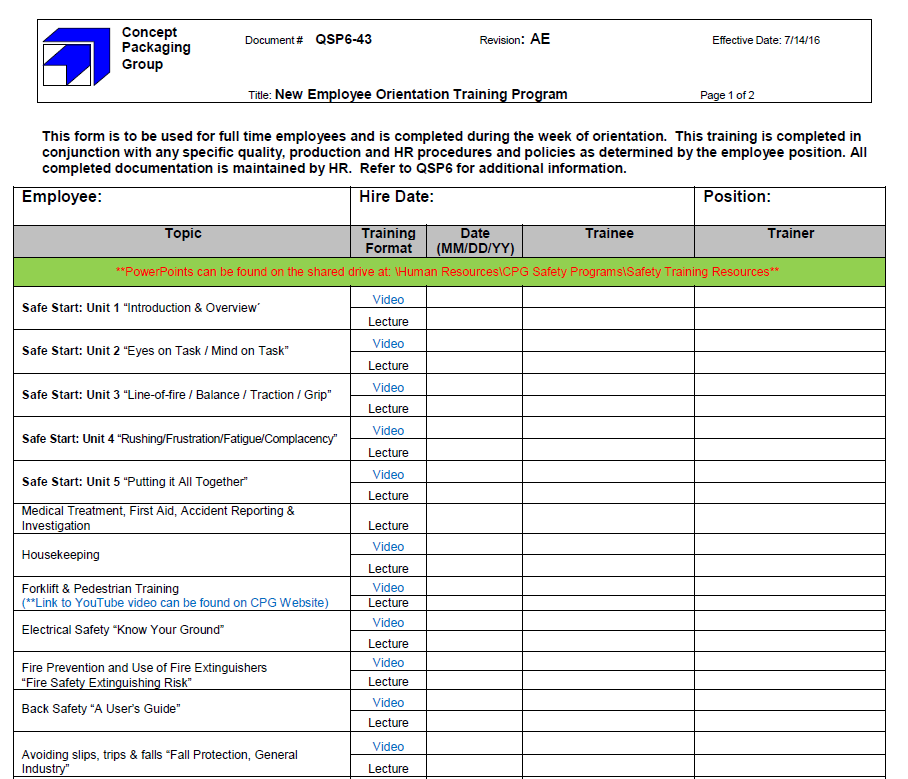 Concept
Packaging
Group
Document # QSP6-43
Revision: AE
Effective Date: 7/14/16
Title: New Employee Orientation Training Program
Page 1 of 2
This form is to be used for full time employees and is completed during the week of orientation. This training is completed in
conjunction with any specific quality, production and HR procedures and policies as determined by the employee position. All
completed documentation is maintained by HR. Refer to QSP6 for additional information.
Employee: Hire Date: Position:
Topic Training Format Date (MM/DD/YY) Trainee Trainer
**PowerPoints can be found on the shared drive at: \Human Resources\CPG Safety Programs\Safety Training Resources**
Safe Start: Unit 1 “Introduction & Overview´
Video
Lecture
Safe Start: Unit 2 “Eyes on Task / Mind on Task”
Video
Lecture
Safe Start: Unit 3 “Line-of-fire / Balance / Traction / Grip”
Video
Lecture
Safe Start: Unit 4 “Rushing/Frustration/Fatigue/Complacency”
Video
Lecture
Safe Start: Unit 5 “Putting it All Together”
Video
Lecture
Medical Treatment, First Aid, Accident Reporting &
Investigation
Lecture
Housekeeping
Video
Lecture
Forklift & Pedestrian Training
(**Link to YouTube video can be found on CPG Website)
Video
Lecture
Electrical Safety “Know Your Ground”
Video
Lecture
Fire Prevention and Use of Fire Extinguishers
“Fire Safety Extinguishing Risk”
Video
Lecture
Back Safety “A User’s Guide”
Video
Lecture
Avoiding slips, trips & falls “Fall Protection, General
Industry”
Video
Lecture